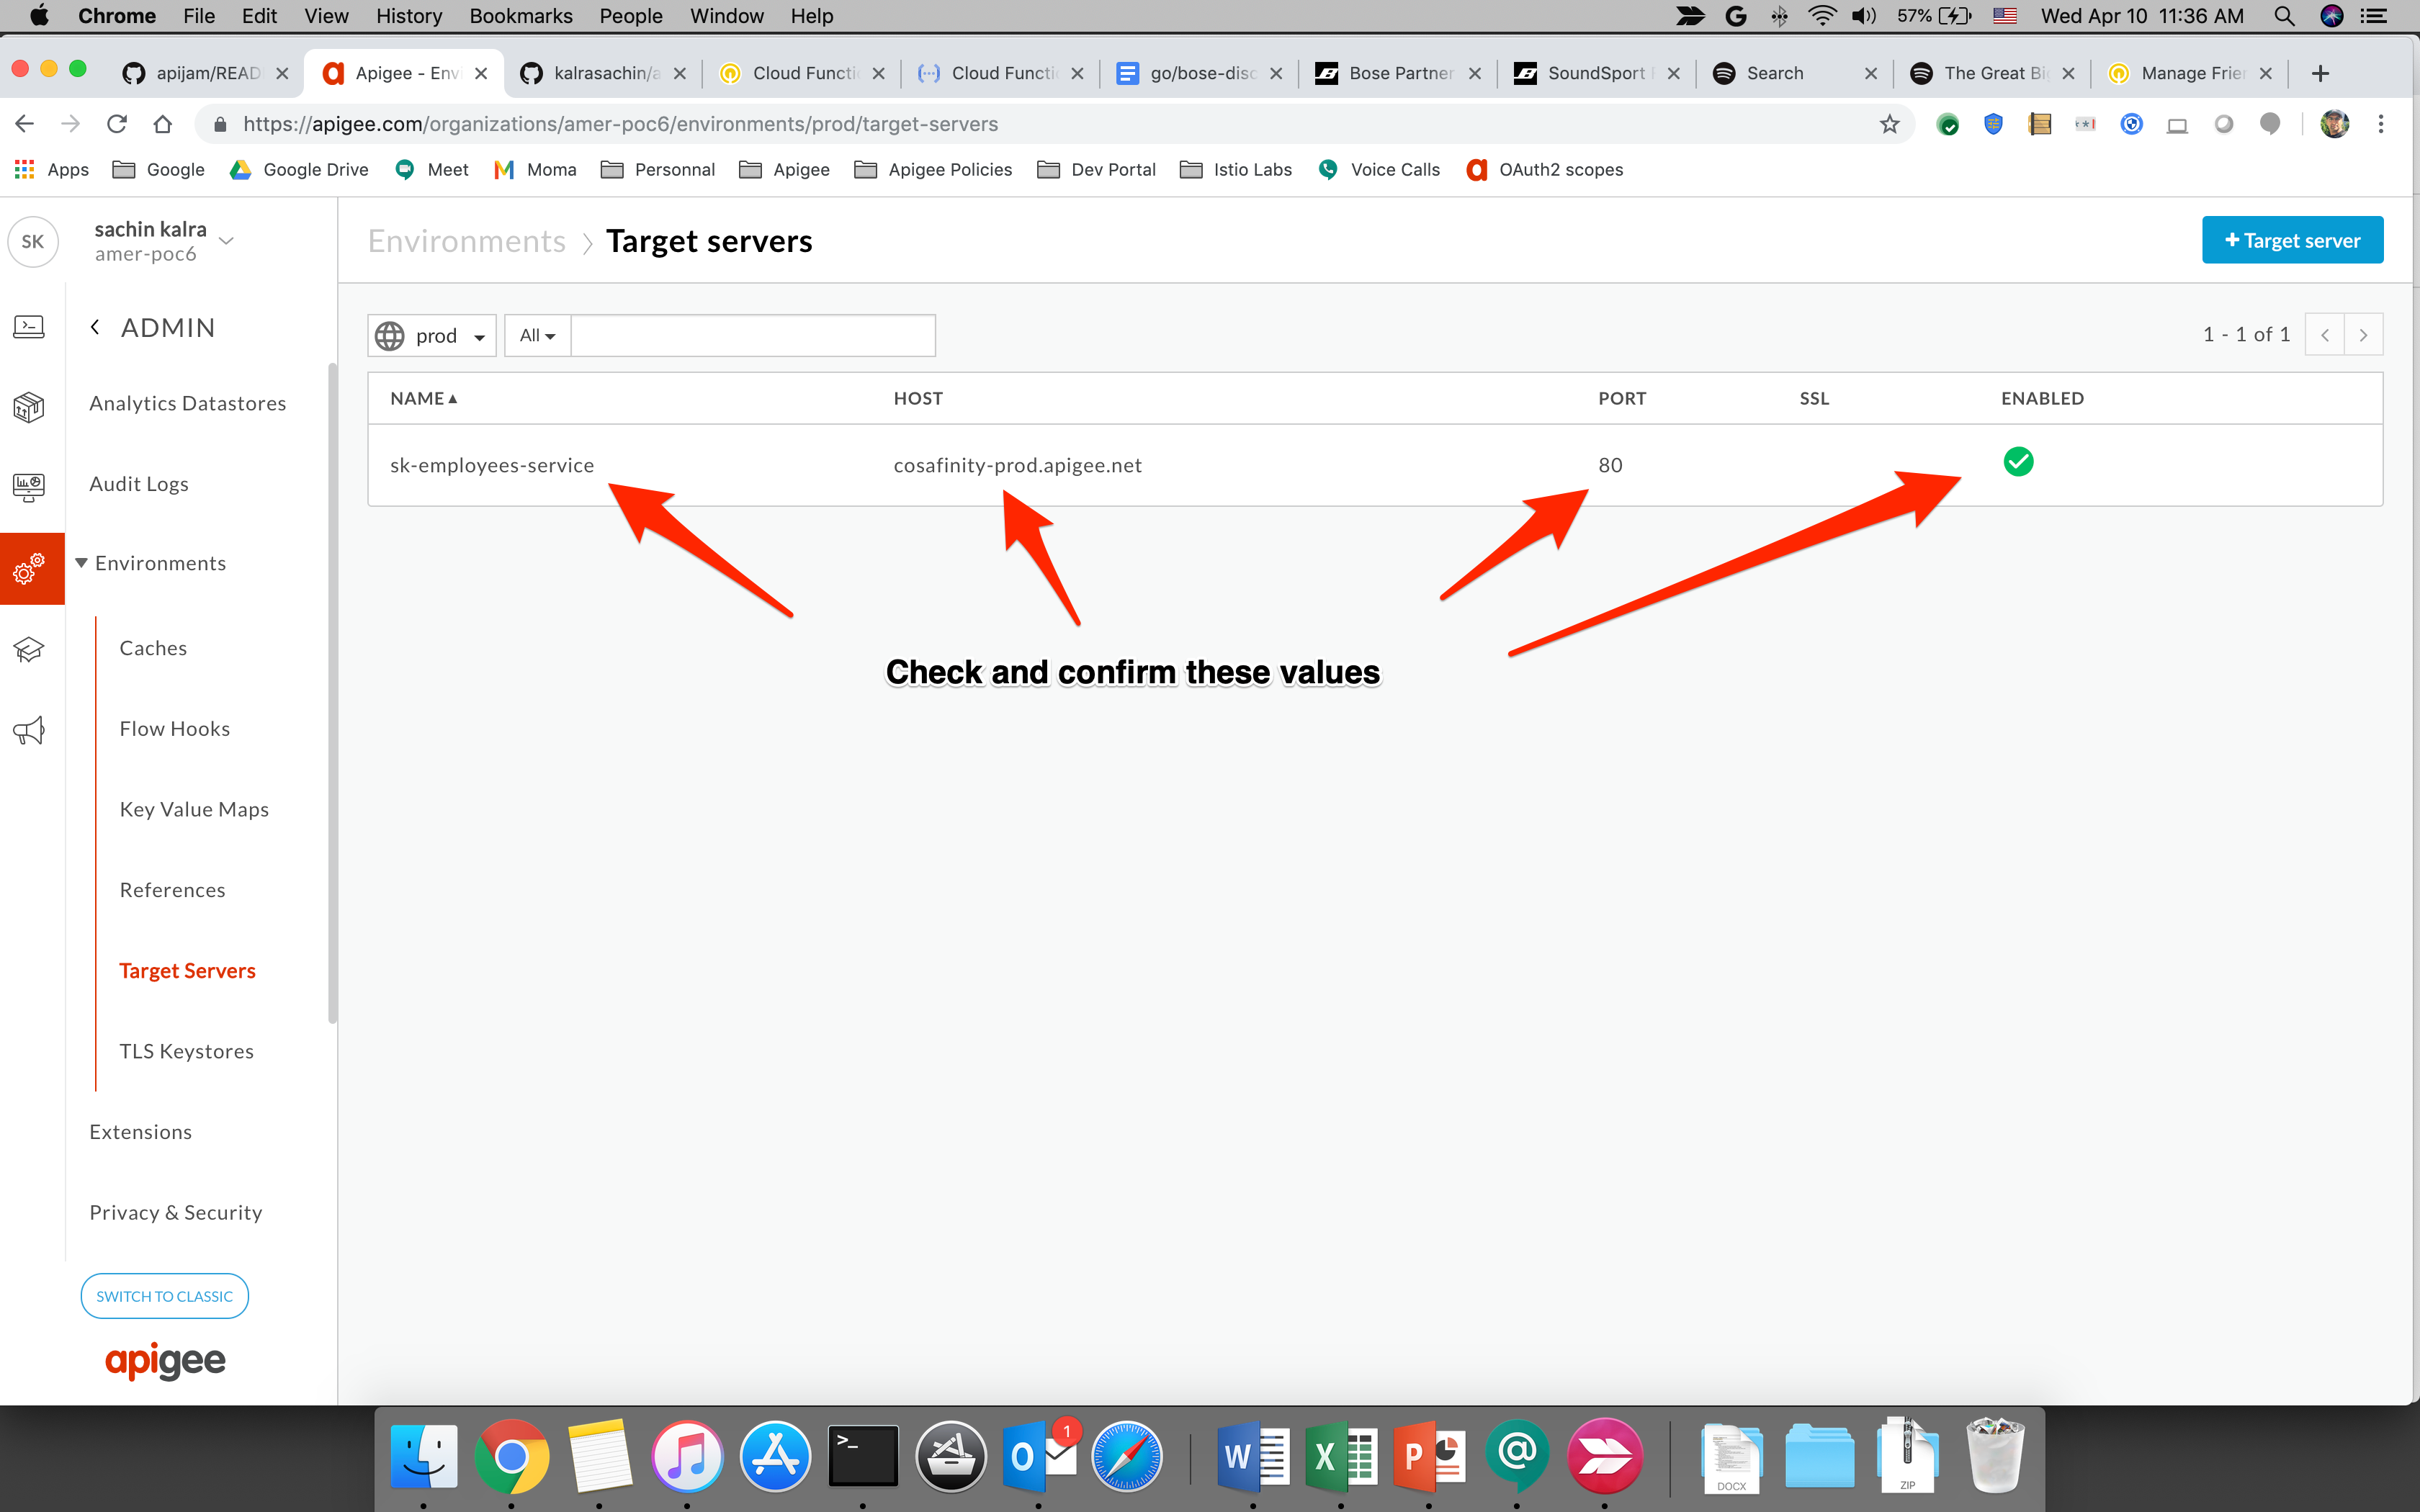 Chrome File Edit View History Bookmarks People Window Help 57% Wed Apr 10 11:36 AM
apijam/READ Apigee - Env kalrasachin/a Cloud Functi Cloud Functi go/bose-disc Bose Partner SoundSport Search The Great Bi Manage Frie
https://apigee.com/organizations/amer-poc6/environments/prod/target-servers
Apps Google Google Drive Meet Moma Personnal Apigee Apigee Policies Dev Portal Istio Labs Voice Calls OAuth2 scopes
SK
sachin kalra
amer-poc6
Environments Target servers
+ Target server
ADMIN
Analytics Datastores
Audit Logs
Environments
Caches
Flow Hooks
Key Value Maps
References
Target Servers
TLS Keystores
Extensions
Privacy & Security
SWITCH TO CLASSIC
apigee
prod All 1 - 1 of 1
NAME HOST PORT SSL ENABLED
sk-employees-service cosafinity-prod.apigee.net 80
Check and confirm these values
1
DOCX ZIP